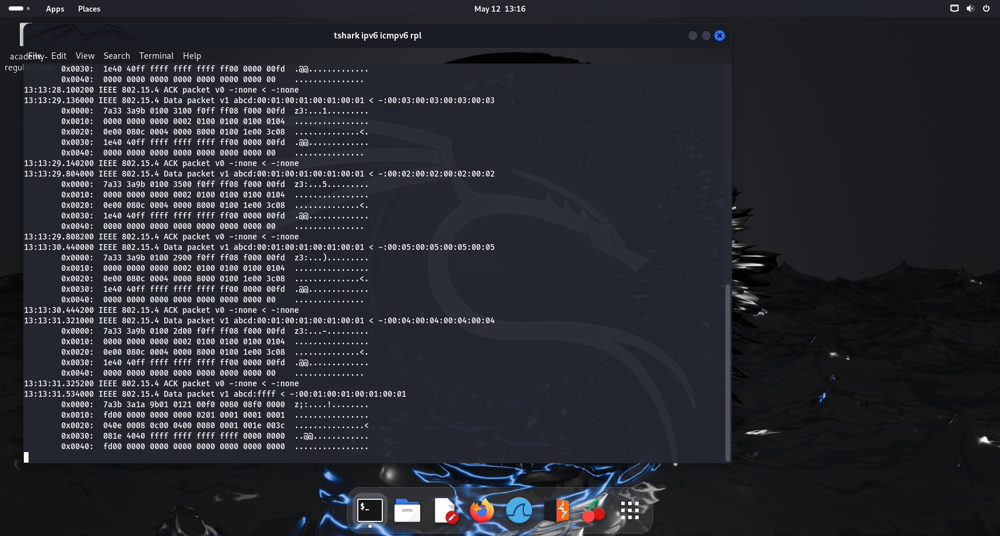 Apps Places May 12 13:16
tshark ipv6 icmpv6 rpl
academy-
regular.ovpn
File Edit View Search Terminal Help
0x0030: 1e40 40ff ffff ffff ffff ff00 0000 00fd .@@.............
0x0040: 0000 0000 0000 0000 0000 0000 0000 00 ...............
13:13:28.100200 IEEE 802.15.4 ACK packet v0 -:none < -:none
13:13:29.136000 IEEE 802.15.4 Data packet v1 abcd:00:01:00:01:00:01:00:01 < -:00:03:00:03:00:03:00:03
0x0000: 7a33 3a9b 0100 3100 f0ff ff08 f000 00fd z3:...1.........
0x0010: 0000 0000 0000 0002 0100 0100 0100 0104 ................
0x0020: 0e00 080c 0004 0000 8000 0100 1e00 3c08 ..............<.
0x0030: 1e40 40ff ffff ffff ffff ff00 0000 00fd .@@.............
0x0040: 0000 0000 0000 0000 0000 0000 0000 00 ...............
13:13:29.140200 IEEE 802.15.4 ACK packet v0 -:none < -:none
13:13:29.804000 IEEE 802.15.4 Data packet v1 abcd:00:01:00:01:00:01:00:01 < -:00:02:00:02:00:02:00:02
0x0000: 7a33 3a9b 0100 3500 f0ff ff08 f000 00fd z3:...5.........
0x0010: 0000 0000 0000 0002 0100 0100 0100 0104 ................
0x0020: 0e00 080c 0004 0000 8000 0100 1e00 3c08 ..............<.
0x0030: 1e40 40ff ffff ffff ffff ff00 0000 00fd .@@.............
0x0040: 0000 0000 0000 0000 0000 0000 0000 00 ...............
13:13:29.808200 IEEE 802.15.4 ACK packet v0 -:none < -:none
13:13:30.440000 IEEE 802.15.4 Data packet v1 abcd:00:01:00:01:00:01:00:01 < -:00:05:00:05:00:05:00:05
0x0000: 7a33 3a9b 0100 2900 f0ff ff08 f000 00fd z3:...).........
0x0010: 0000 0000 0000 0002 0100 0100 0100 0104 ................
0x0020: 0e00 080c 0004 0000 8000 0100 1e00 3c08 ..............<.
0x0030: 1e40 40ff ffff ffff ffff ff00 0000 00fd .@@.............
0x0040: 0000 0000 0000 0000 0000 0000 0000 00 ...............
13:13:30.444200 IEEE 802.15.4 ACK packet v0 -:none < -:none
13:13:31.321000 IEEE 802.15.4 Data packet v1 abcd:00:01:00:01:00:01:00:01 < -:00:04:00:04:00:04:00:04
0x0000: 7a33 3a9b 0100 2d00 f0ff ff08 f000 00fd z3:...-.........
0x0010: 0000 0000 0000 0002 0100 0100 0100 0104 ................
0x0020: 0e00 080c 0004 0000 8000 0100 1e00 3c08 ..............<.
0x0030: 1e40 40ff ffff ffff ffff ff00 0000 00fd .@@.............
0x0040: 0000 0000 0000 0000 0000 0000 0000 00 ...............
13:13:31.325200 IEEE 802.15.4 ACK packet v0 -:none < -:none
13:13:31.534000 IEEE 802.15.4 Data packet v1 abcd:ffff < -:00:01:00:01:00:01:00:01
0x0000: 7a3b 3a1a 9b01 0121 00f0 0080 08f0 0000 z;:....!........
0x0010: fd00 0000 0000 0000 0201 0001 0001 0001 ................
0x0020: 040e 0008 0c00 0400 0080 0001 001e 003c ...............<
0x0030: 081e 4040 ffff ffff ffff ffff 0000 0000 ..@@............
0x0040: fd00 0000 0000 0000 0000 0000 0000 0000 ................
$_